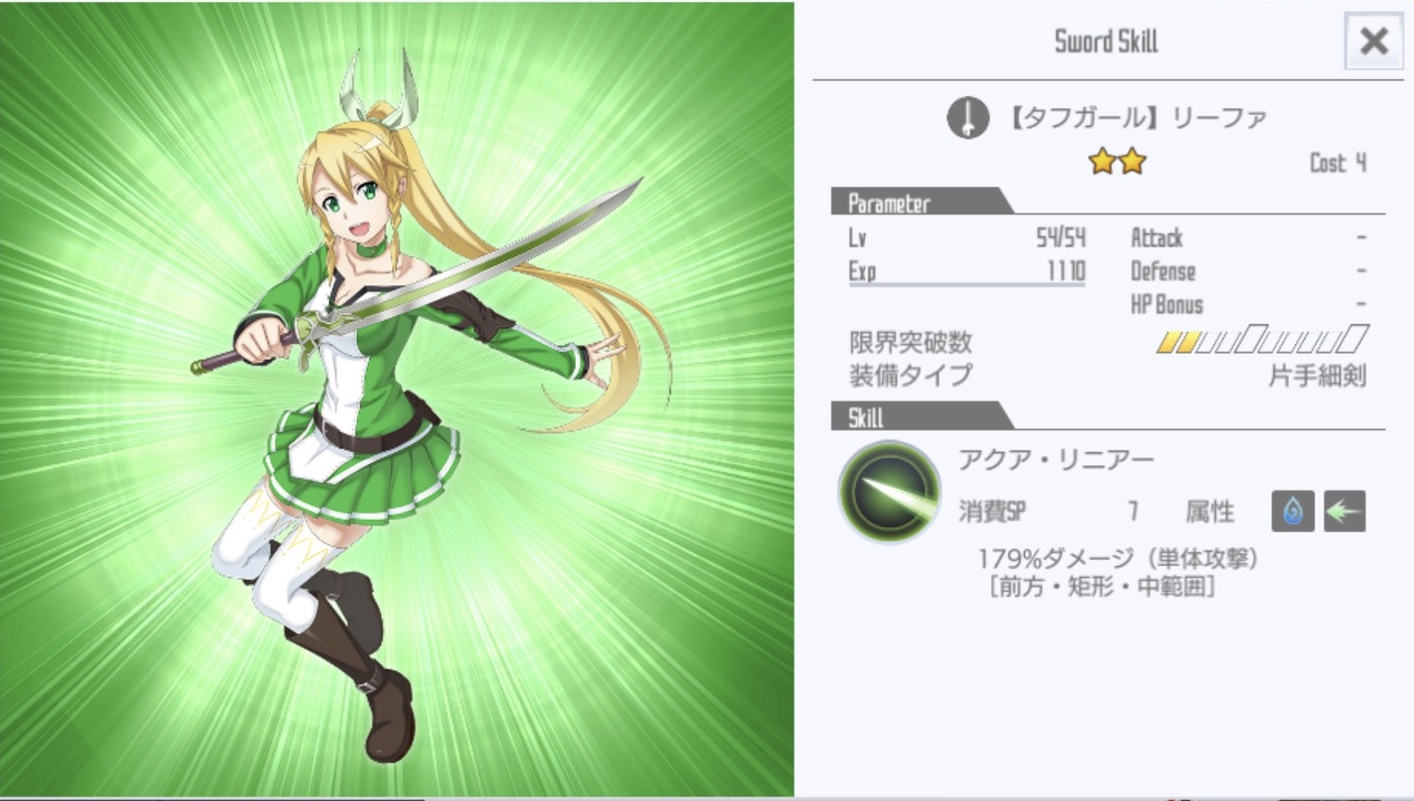 Sword Skill
【タフガール】リーファ
Cost 4
Parameter
Lv 54/54 Attack -
Exp 1110 Defense -
HP Bonus -
限界突破数
装備タイプ 片手細剣
Skill
アクア・リニアー
消費SP 7 属性
179%ダメージ（単体攻撃）
［前方・矩形・中範囲］